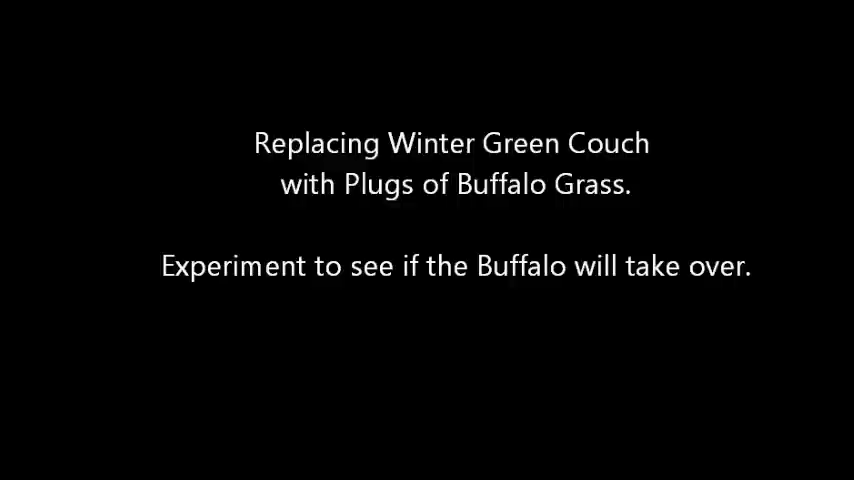 Replacing Winter Green Couch
with Plugs of Buffalo Grass.
Experiment to see if the Buffalo will take over.